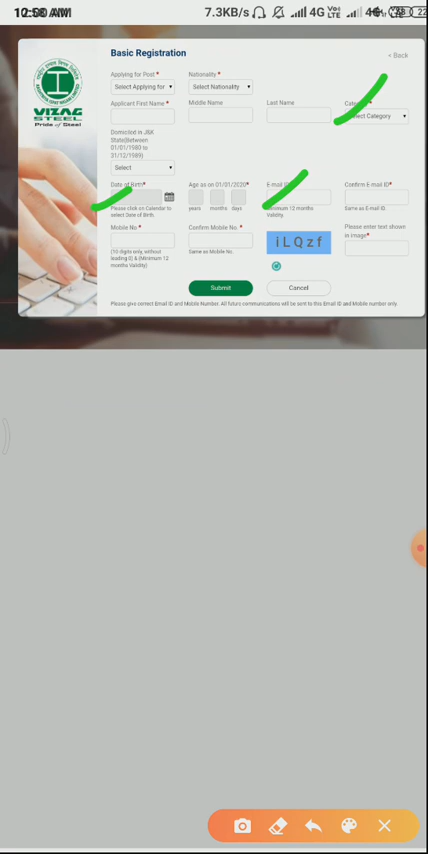 7.3KB/s 4G VoLTE
VIZAG
STEEL
Pride of Steel
Basic Registration
< Back
Applying for Post * Nationality *
Select Applying for Select Nationality
Applicant First Name * Middle Name Last Name
Select Category
Domiciled in J&K
State(Between
01/01/1980 to
31/12/1989)
Select
Date of Birth* Age as on 01/01/2020* E-mail Confirm E-mail ID*
Please click on Calendar to
select Date of Birth.
years months days
Minimum 12 months
Validity
Same as E-mail ID
Mobile No * Confirm Mobile No. * Please enter text shown
in image*
iLQzf
(10 digits only, without
leading 0) & (Minimum 12
months Validity)
Same as Mobile No.
Submit Cancel
Please give correct Email ID and Mobile Number. All future communications will be sent to this Email ID and Mobile number only.